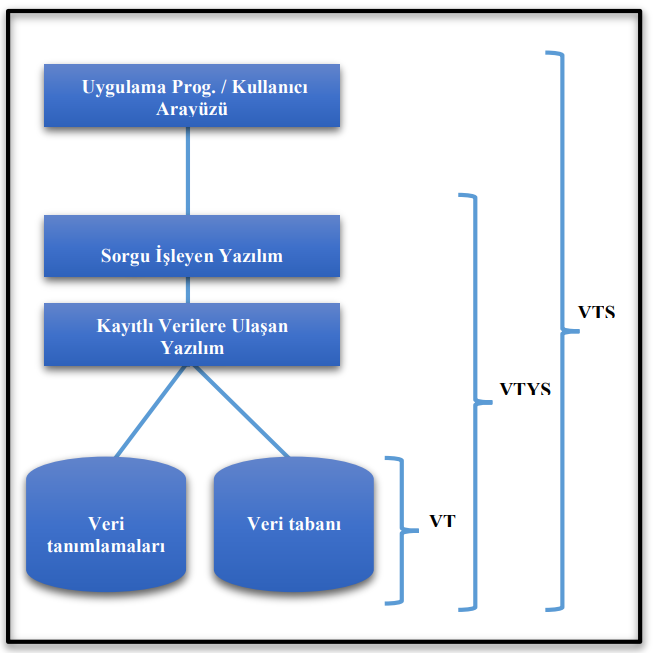 Uygulama Prog. / Kullanıcı
Arayüzü
Sorgu İşleyen Yazılım
Kayıtlı Verilere Ulaşan
Yazılım
Veri
tanımlamaları
Veri tabanı
VT
VTYS
VTS